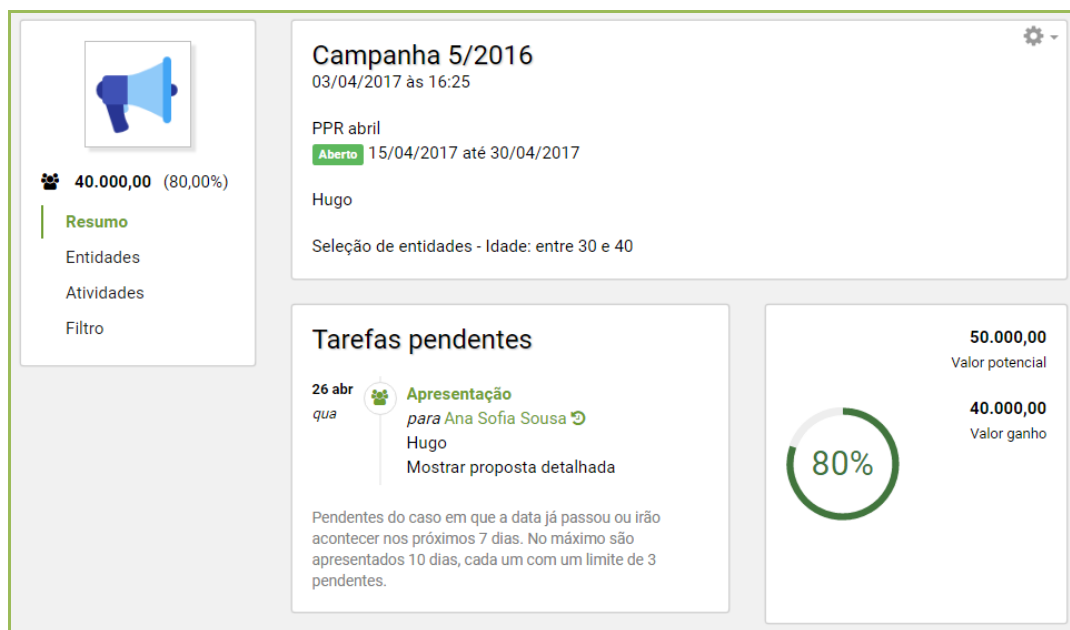 40.000,00 (80,00%)
Resumo
Entidades
Atividades
Filtro
Campanha 5/2016
03/04/2017 às 16:25
PPR abril
Aberto 15/04/2017 até 30/04/2017
Hugo
Seleção de entidades - Idade: entre 30 e 40
Tarefas pendentes
26 abr
qua
Apresentação
para Ana Sofia Sousa
Hugo
Mostrar proposta detalhada
Pendentes do caso em que a data já passou ou irão
acontecer nos próximos 7 dias. No máximo são
apresentados 10 dias, cada um com um limite de 3
pendentes.
50.000,00
Valor potencial
40.000,00
Valor ganho
80%